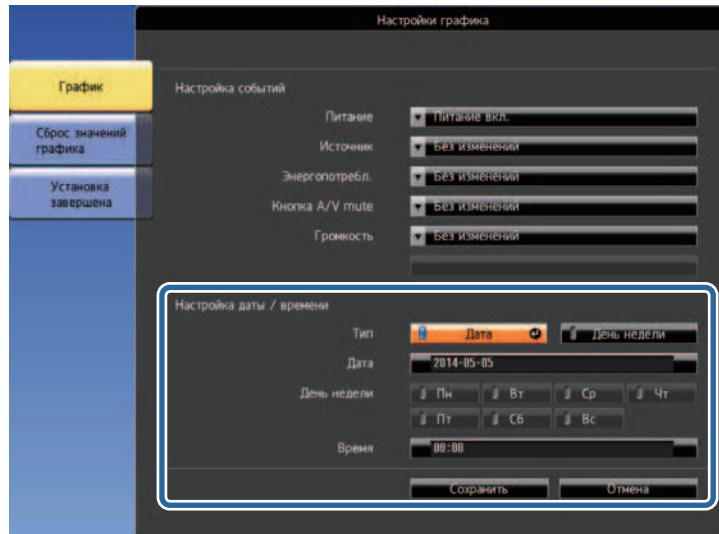 Настройки графика
График
Сброс значений
графика
Установка
завершена
Настройка событий
Питание Питание вкл.
Источник Без изменений
Энергопотребл. Без изменений
Кнопка A/V mute Без изменений
Громкость Без изменений
Настройка даты / времени
Тип Дата День недели
Дата 2014-05-05
День недели Пн Вт Ср Чт
Пт Сб Вс
Время 00:00
Сохранить Отмена